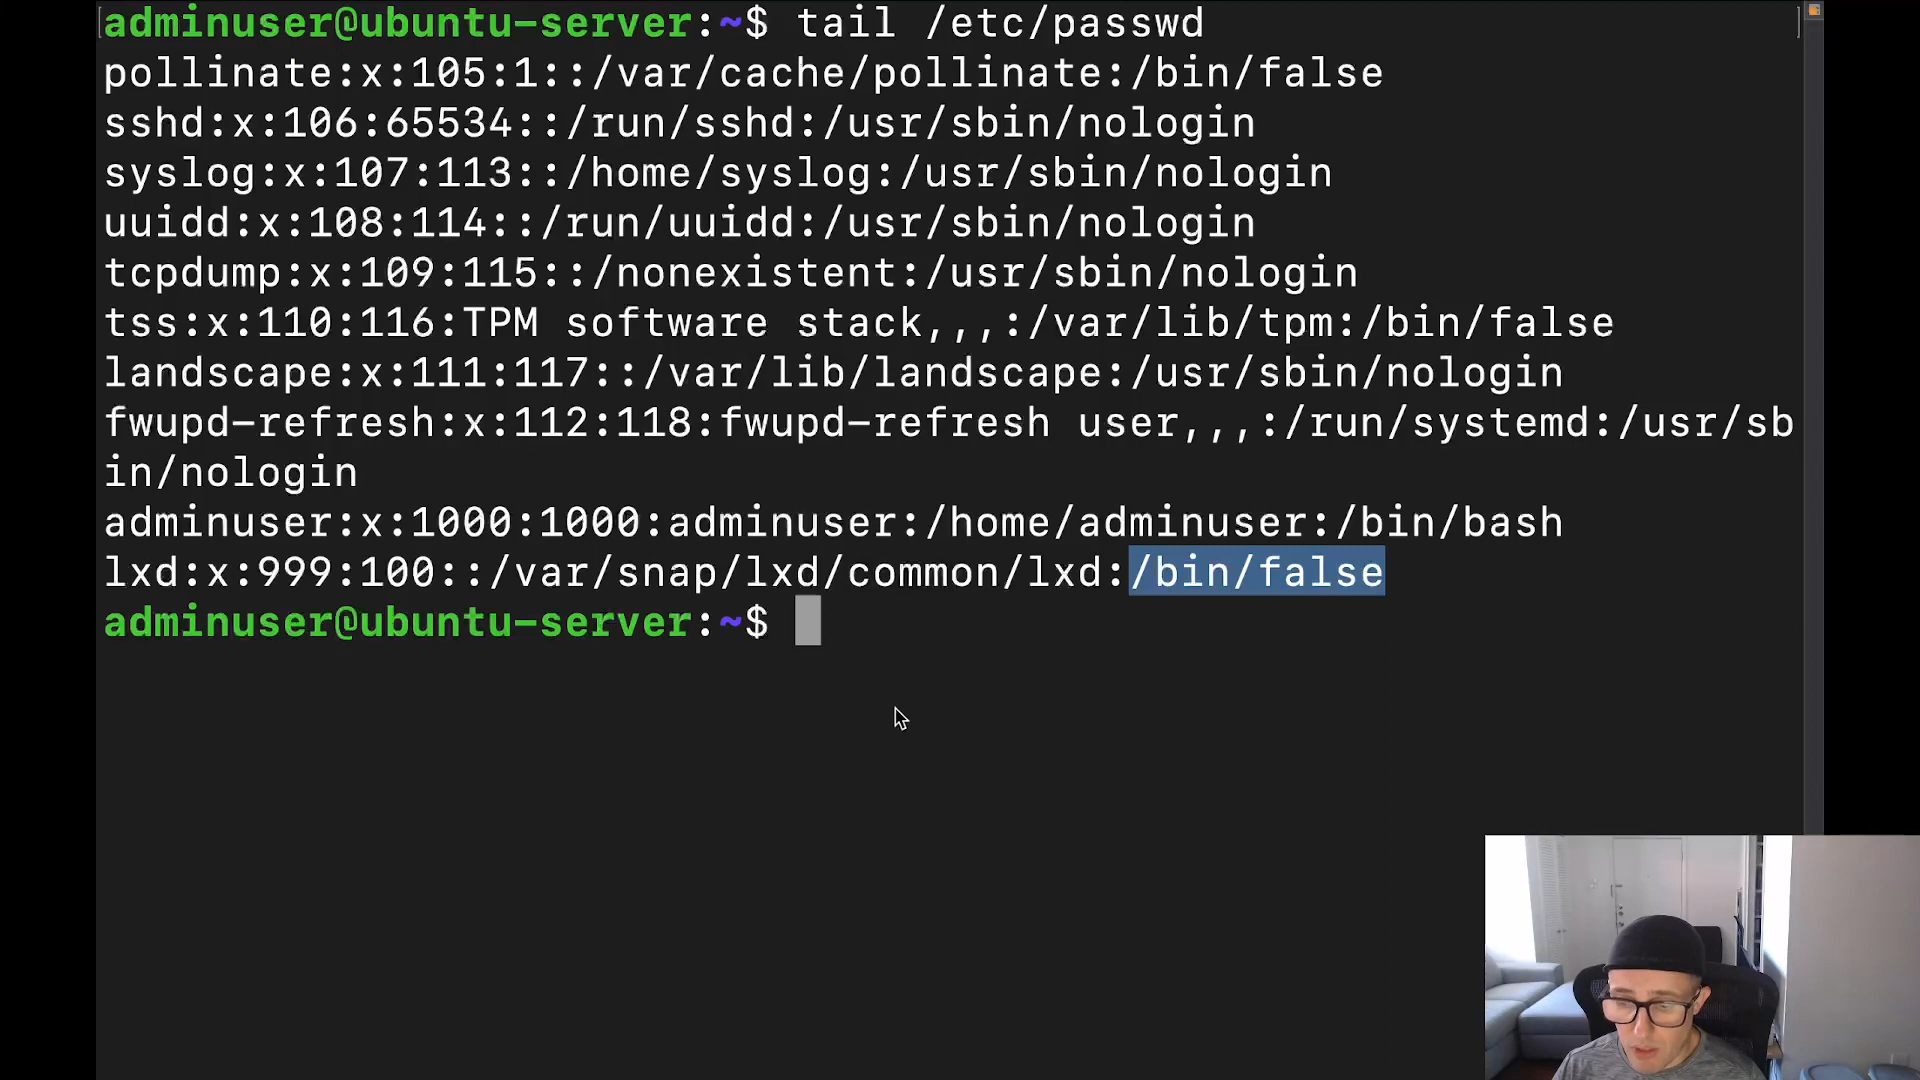 adminuser@ubuntu-server:~$ tail /etc/passwd
pollinate:x:105:1::/var/cache/pollinate:/bin/false
sshd:x:106:65534::/run/sshd:/usr/sbin/nologin
syslog:x:107:113::/home/syslog:/usr/sbin/nologin
uuidd:x:108:114::/run/uuidd:/usr/sbin/nologin
tcpdump:x:109:115::/nonexistent:/usr/sbin/nologin
tss:x:110:116:TPM software stack,,,:/var/lib/tpm:/bin/false
landscape:x:111:117::/var/lib/landscape:/usr/sbin/nologin
fwupd-refresh:x:112:118:fwupd-refresh user,,,:/run/systemd:/usr/sb
in/nologin
adminuser:x:1000:1000:adminuser:/home/adminuser:/bin/bash
lxd:x:999:100::/var/snap/lxd/common/lxd:/bin/false
adminuser@ubuntu-server:~$